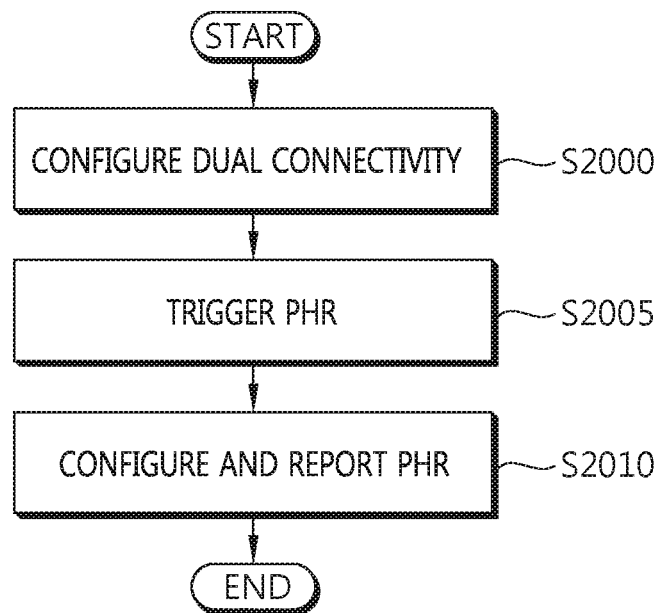 START
CONFIGURE DUAL CONNECTIVITY
S2000
TRIGGER PHR
S2005
CONFIGURE AND REPORT PHR
S2010
END